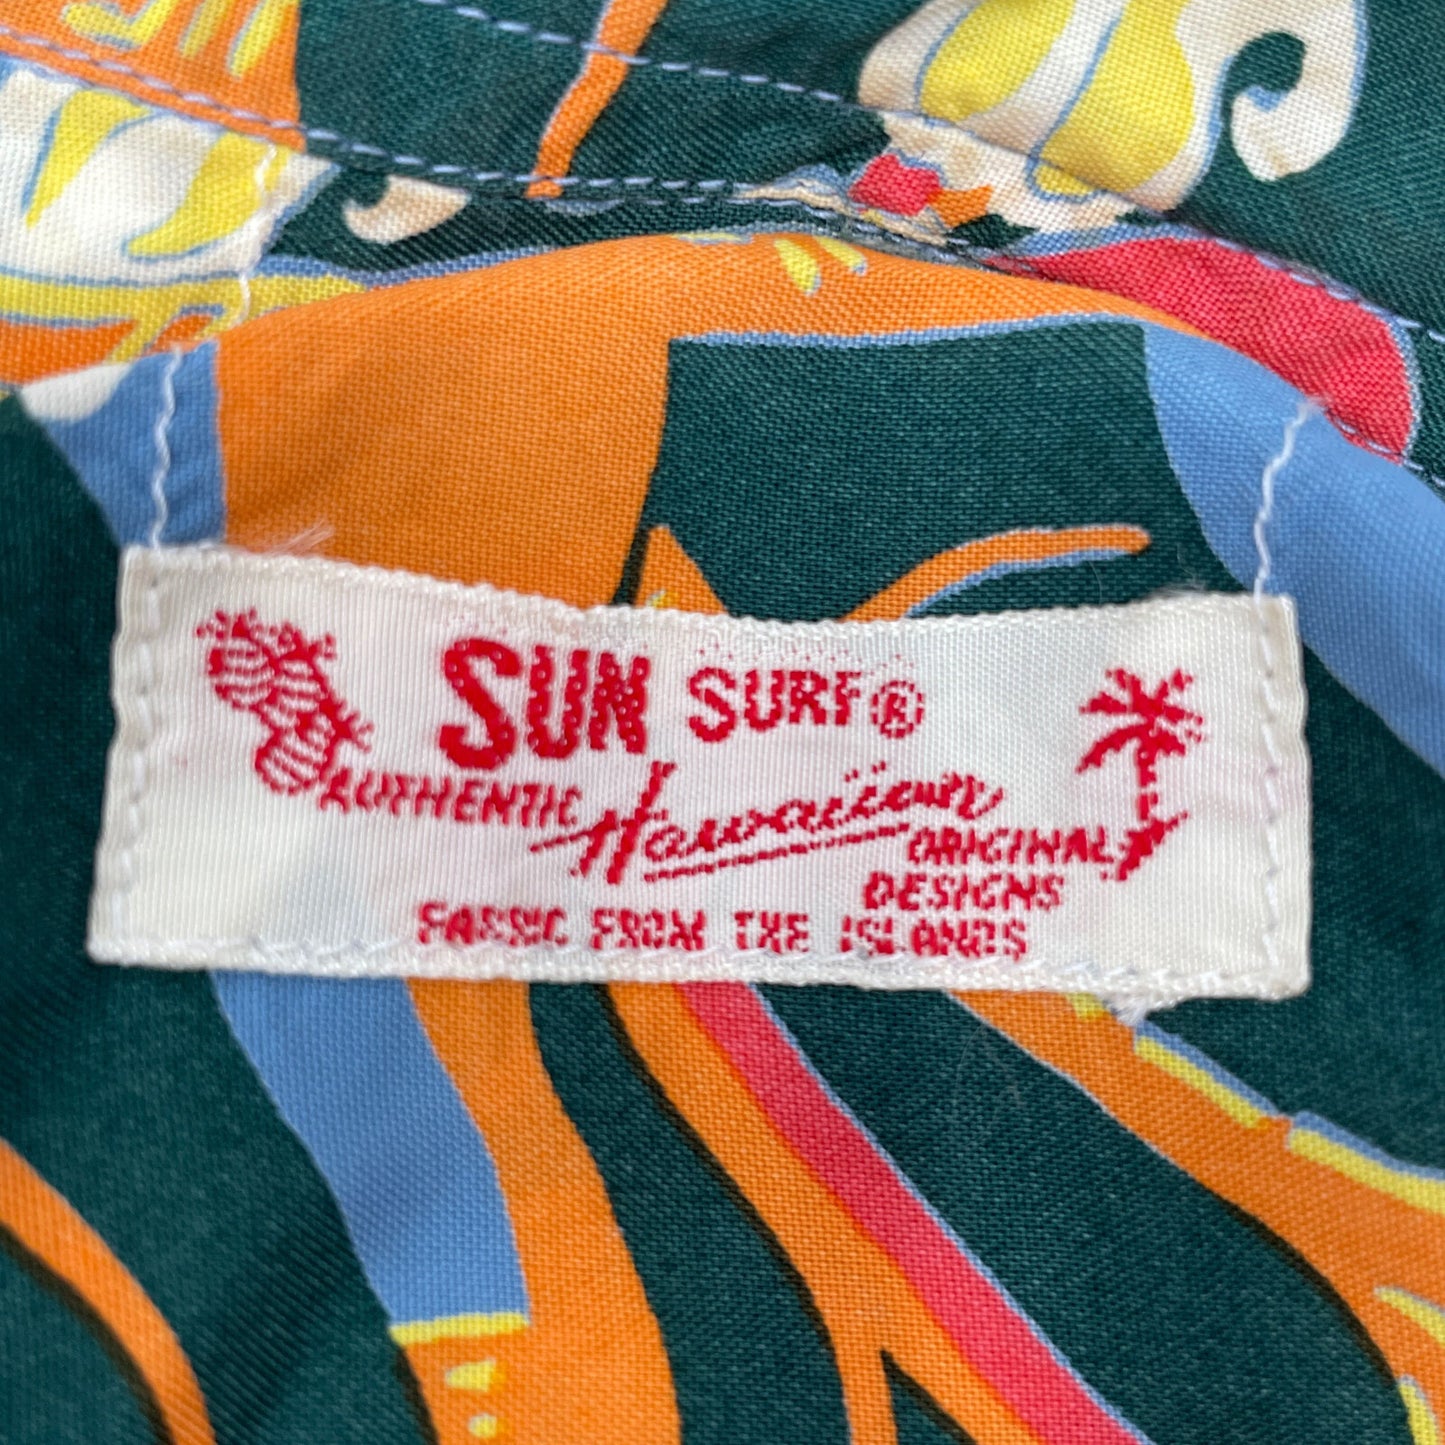 SUN SURF®
AUTHENTIC Hawaiian ORIGINAL
DESIGNS
FABRIC FROM THE ISLANDS